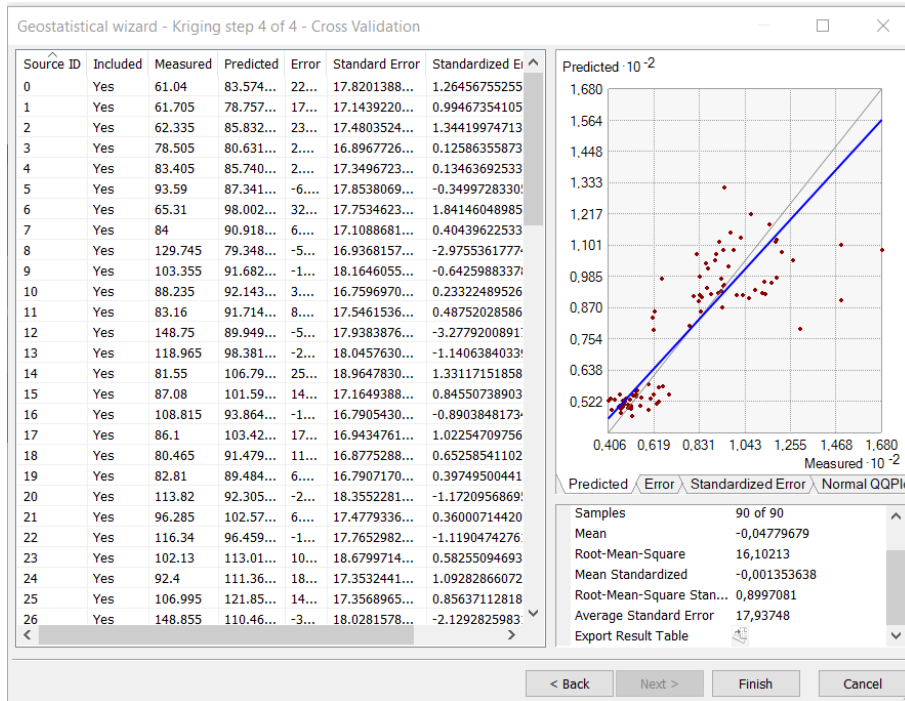 Geostatistical wizard - Kriging step 4 of 4 - Cross Validation
Source ID Included Measured Predicted Error Standard Error Standardized E
0 Yes 61.04 83.574... 22... 17.8201388... 1.26456755255
1 Yes 61.705 78.757... 17... 17.1439220... 0.99467354105
2 Yes 62.335 85.832... 23... 17.4803524... 1.34419974713
3 Yes 78.505 80.631... 2.... 16.8967726... 0.12586355873
4 Yes 83.405 85.740... 2.... 17.3496723... 0.13463692533
5 Yes 93.59 87.341... -6.... 17.8538069... -0.3499728330
6 Yes 65.31 98.002... 32... 17.7534623... 1.84146048985
7 Yes 84 90.918... 6.... 17.1088681... 0.40439622533
8 Yes 129.745 79.348... -5... 16.9368157... -2.9755361777
9 Yes 103.355 91.682... -1... 18.1646055... -0.6425988337
10 Yes 88.235 92.143... 3.... 16.7596970... 0.23322489526
11 Yes 83.16 91.714... 8.... 17.5461536... 0.48752028586
12 Yes 148.75 89.949... -5... 17.9383876... -3.2779200891
13 Yes 118.965 98.381... -2... 18.0457630... -1.1406384033
14 Yes 81.55 106.79... 25... 18.9647830... 1.33117151858
15 Yes 87.08 101.59... 14... 17.1649388... 0.84550738903
16 Yes 108.815 93.864... -1... 16.7905430... -0.8903848173
17 Yes 86.1 103.42... 17... 16.9434761... 1.02254709756
18 Yes 80.465 91.479... 11... 16.8775288... 0.65258541102
19 Yes 82.81 89.484... 6.... 16.7907170... 0.39749500441
20 Yes 113.82 92.305... -2... 18.3552281... -1.1720956869
21 Yes 96.285 102.57... 6.... 17.4779336... 0.36000714420
22 Yes 116.34 96.459... -1... 17.7652982... -1.1190474276
23 Yes 102.13 113.01... 10... 18.6799714... 0.58255094693
24 Yes 92.4 111.36... 18... 17.3532441... 1.09282866072
25 Yes 106.995 121.85... 14... 17.3568965... 0.85637112818
26 Yes 148.855 110.46... -3... 18.0281578... -2.1292825983
Predicted ·10 -2
1,680
1,564
1,448
1,333
1,217
1,101
0,985
0,870
0,754
0,638
0,522
0,406 0,619 0,831 1,043 1,255 1,468 1,680
Measured ·10 -2
Predicted Error Standardized Error Normal QQPl
Samples 90 of 90
Mean -0,04779679
Root-Mean-Square 16,10213
Mean Standardized -0,001353638
Root-Mean-Square Stan... 0,8997081
Average Standard Error 17,93748
Export Result Table
< Back Next > Finish Cancel